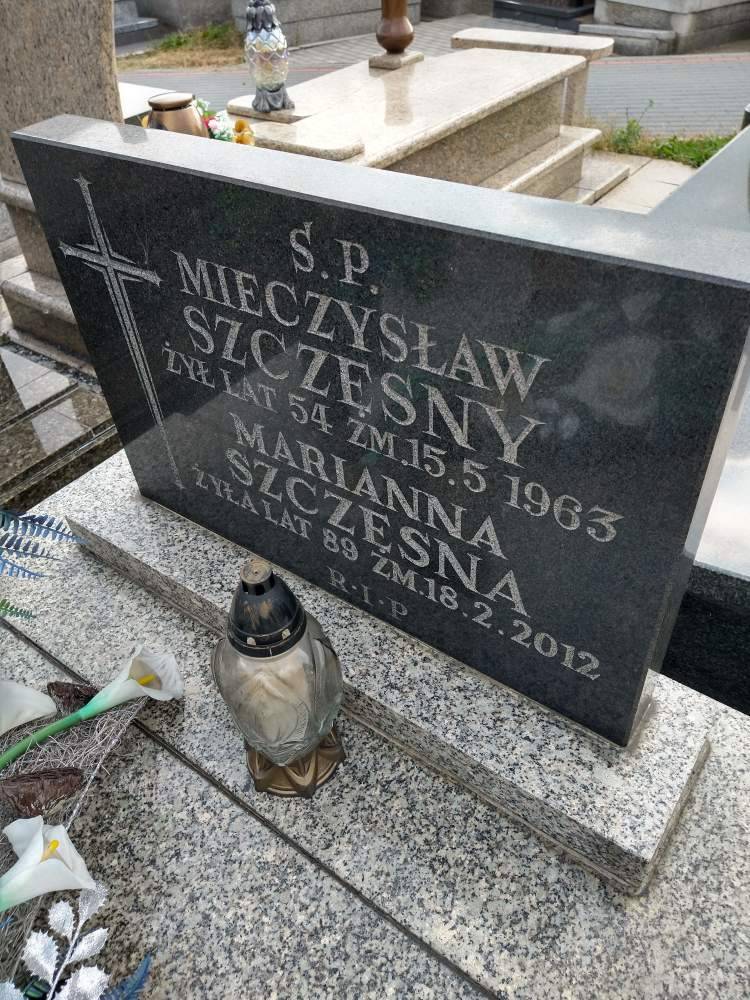 Ś.P.
MIECZYSŁAW
SZCZĘSNY
ŻYŁ LAT 54 ZM.15.5 1963
MARIANNA
SZCZĘSNA
ŻYŁA LAT 89 ZM.18.2.2012
R.I.P